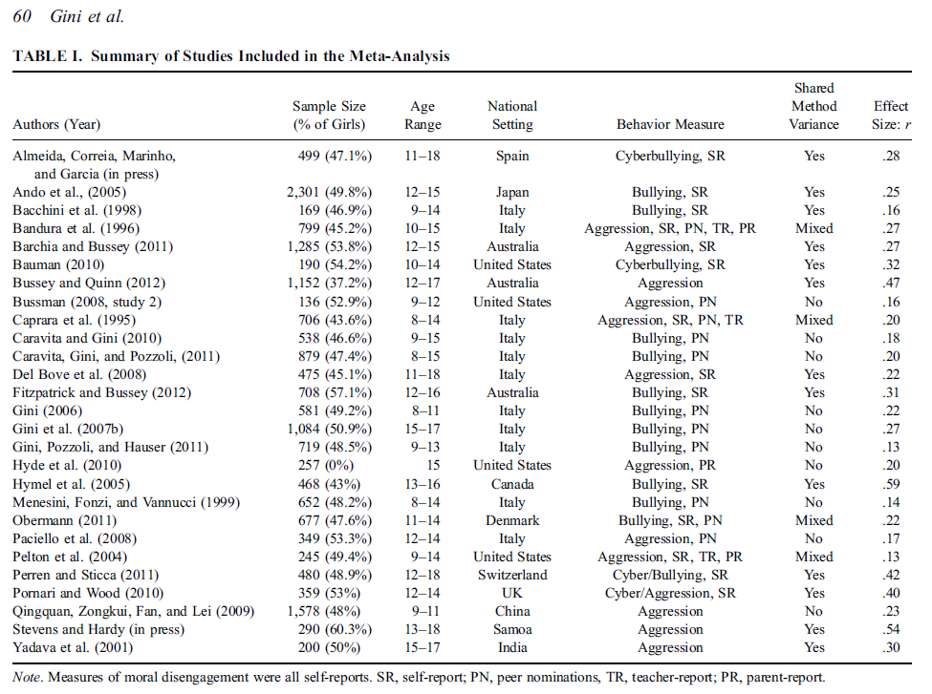 60 Gini et al.
TABLE I. Summary of Studies Included in the Meta-Analysis
Shared
Sample Size Age National Method Effect
Authors (Year) (% of Girls) Range Setting Behavior Measure Variance Size: r
Almeida, Correia, Marinho, 499 (47.1%) 11–18 Spain Cyberbullying, SR Yes .28
and Garcia (in press)
Ando et al., (2005) 2,301 (49.8%) 12–15 Japan Bullying, SR Yes .25
Bacchini et al. (1998) 169 (46.9%) 9–14 Italy Bullying, SR Yes .16
Bandura et al. (1996) 799 (45.2%) 10–15 Italy Aggression, SR, PN, TR, PR Mixed .27
Barchia and Bussey (2011) 1,285 (53.8%) 12–15 Australia Aggression, SR Yes .27
Bauman (2010) 190 (54.2%) 10–14 United States Cyberbullying, SR Yes .32
Bussey and Quinn (2012) 1,152 (37.2%) 12–17 Australia Aggression Yes .47
Bussman (2008, study 2) 136 (52.9%) 9–12 United States Aggression, PN No .16
Caprara et al. (1995) 706 (43.6%) 8–14 Italy Aggression, SR, PN, TR Mixed .20
Caravita and Gini (2010) 538 (46.6%) 9–15 Italy Bullying, PN No .18
Caravita, Gini, and Pozzoli, (2011) 879 (47.4%) 8–15 Italy Bullying, PN No .20
Del Bove et al. (2008) 475 (45.1%) 11–18 Italy Aggression, SR Yes .22
Fitzpatrick and Bussey (2012) 708 (57.1%) 12–16 Australia Bullying, SR Yes .31
Gini (2006) 581 (49.2%) 8–11 Italy Bullying, PN No .22
Gini et al. (2007b) 1,084 (50.9%) 15–17 Italy Bullying, PN No .27
Gini, Pozzoli, and Hauser (2011) 719 (48.5%) 9–13 Italy Bullying, PN No .13
Hyde et al. (2010) 257 (0%) 15 United States Aggression, PR No .20
Hymel et al. (2005) 468 (43%) 13–16 Canada Bullying, SR Yes .59
Menesini, Fonzi, and Vannucci (1999) 652 (48.2%) 8–14 Italy Bullying, PN No .14
Obermann (2011) 677 (47.6%) 11–14 Denmark Bullying, SR, PN Mixed .22
Paciello et al. (2008) 349 (53.3%) 12–14 Italy Aggression, PN No .17
Pelton et al. (2004) 245 (49.4%) 9–14 United States Aggression, SR, TR, PR Mixed .13
Perren and Sticca (2011) 480 (48.9%) 12–18 Switzerland Cyber/Bullying, SR Yes .42
Pornari and Wood (2010) 359 (53%) 12–14 UK Cyber/Aggression, SR Yes .40
Qingquan, Zongkui, Fan, and Lei (2009) 1,578 (48%) 9–11 China Aggression No .23
Stevens and Hardy (in press) 290 (60.3%) 13–18 Samoa Aggression Yes .54
Yadava et al. (2001) 200 (50%) 15–17 India Aggression Yes .30
Note. Measures of moral disengagement were all self-reports. SR, self-report; PN, peer nominations, TR, teacher-report; PR, parent-report.